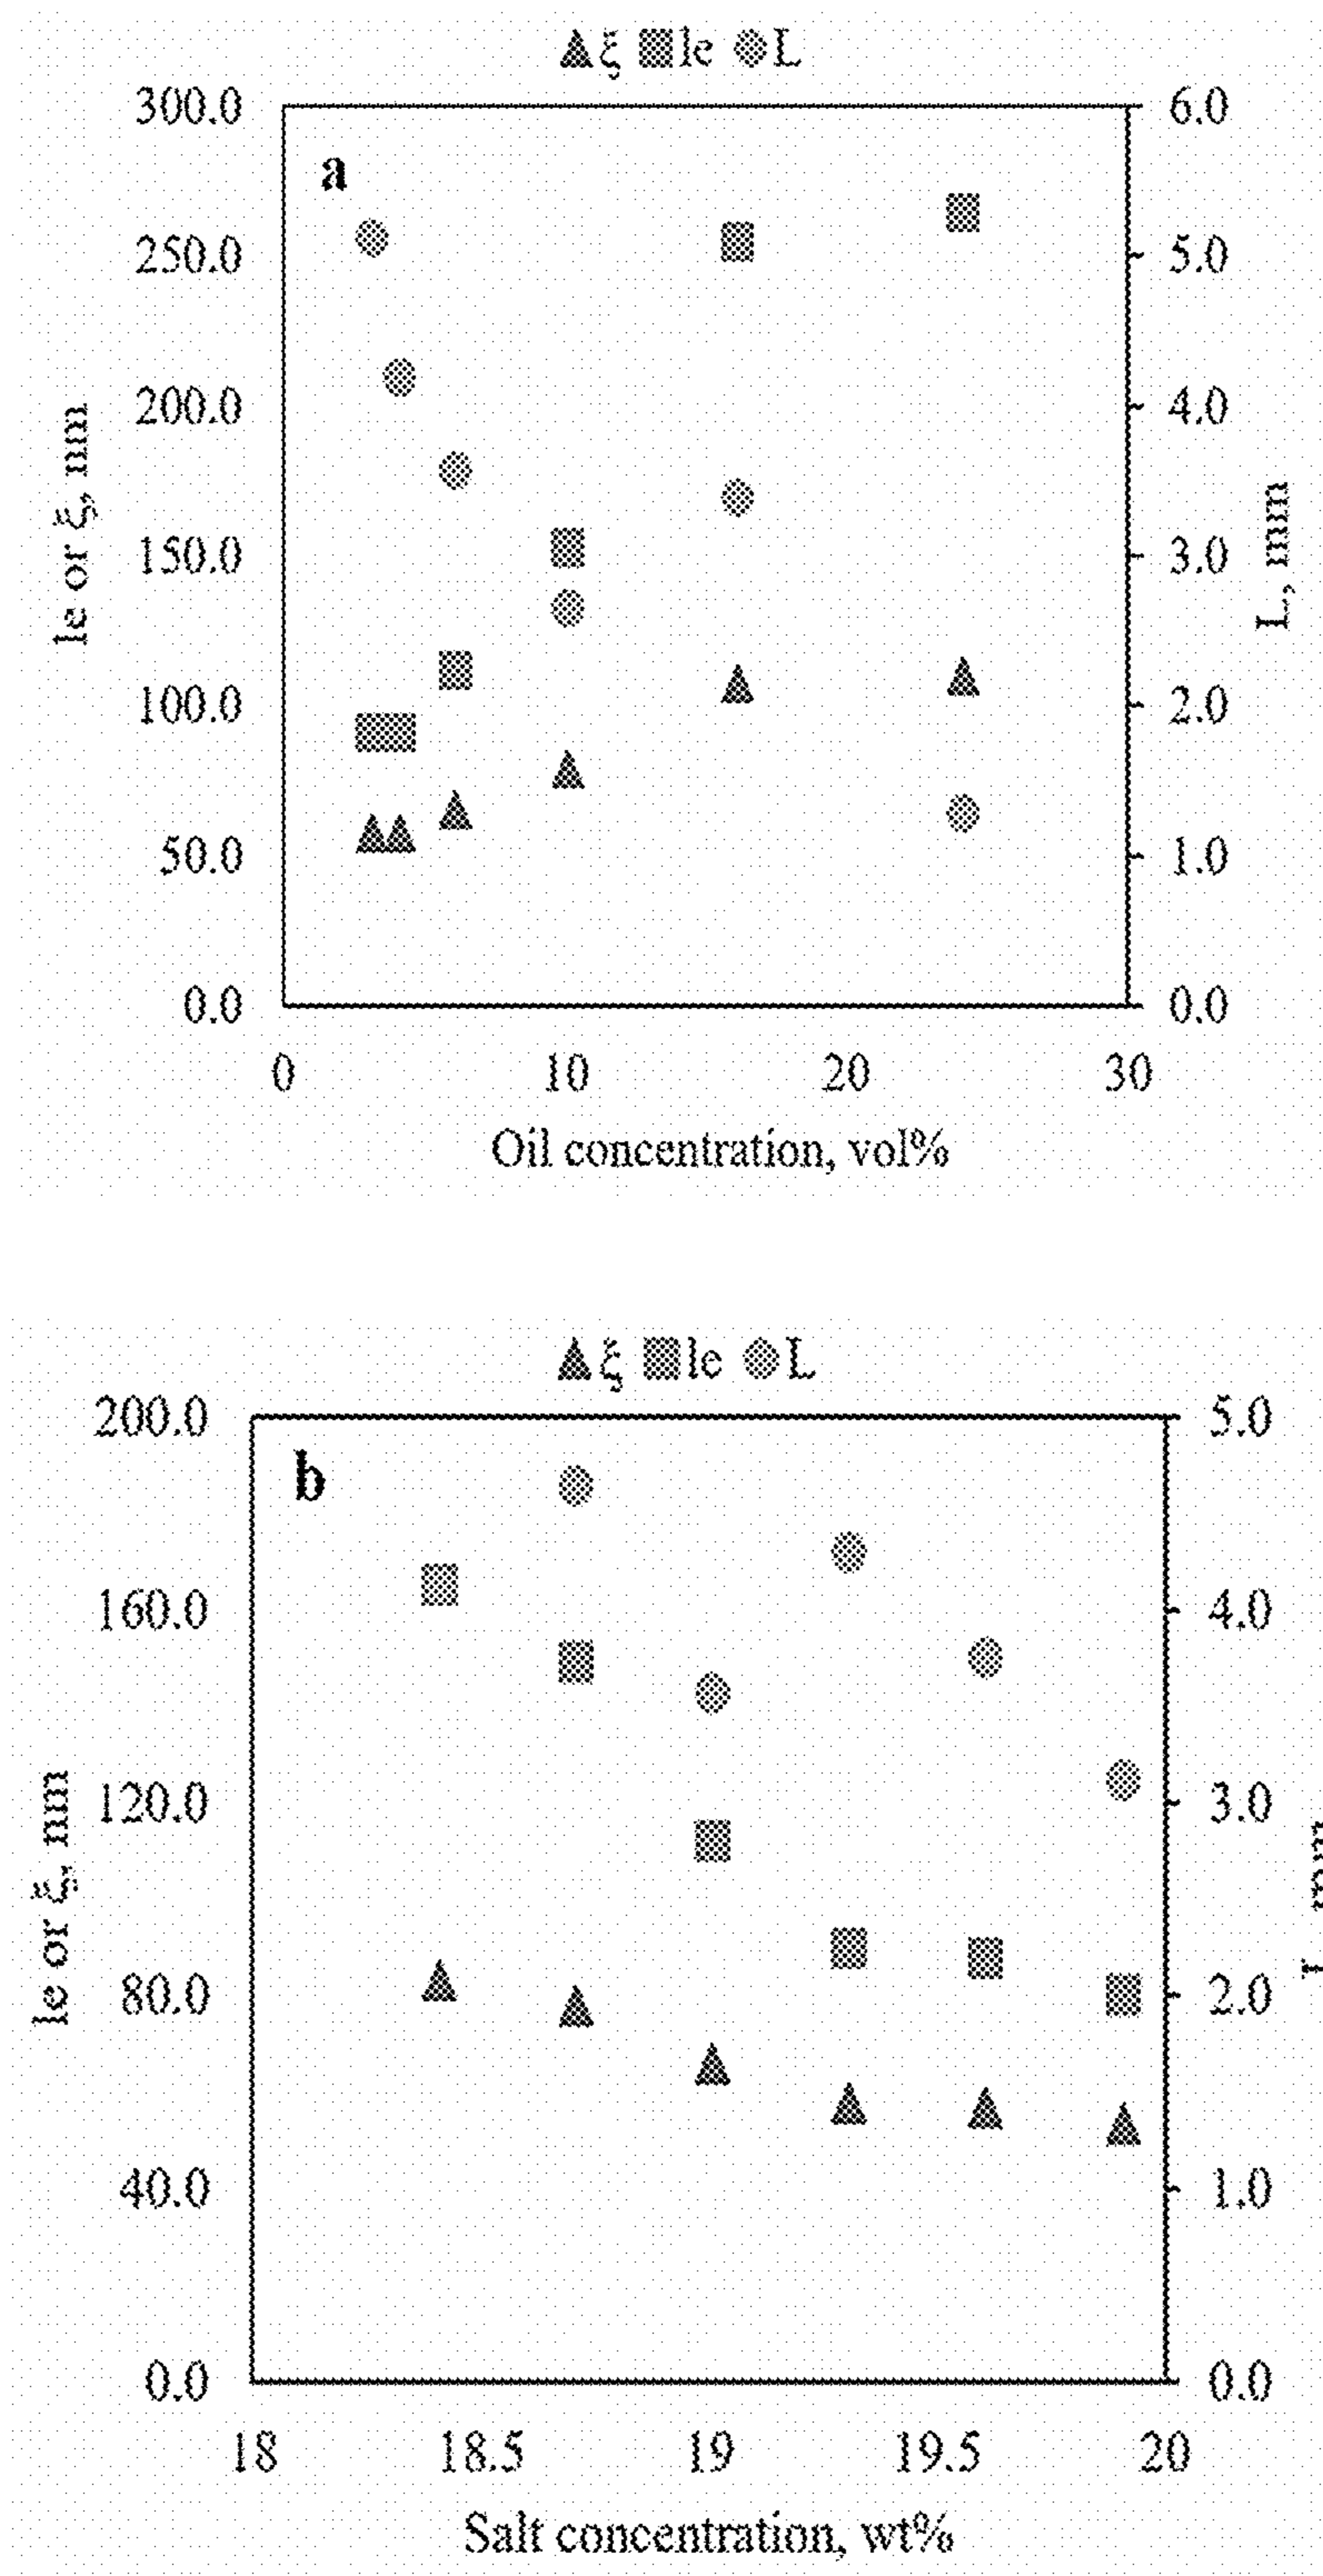 ξ le L
300.0
250.0
200.0
150.0
100.0
50.0
0.0
a
6.0
5.0
4.0
3.0
2.0
1.0
0.0
le or ξ, nm
L, mm
0 10 20 30
Oil concentration, vol%
ξ le L
200.0
160.0
120.0
80.0
40.0
0.0
b
5.0
4.0
3.0
2.0
1.0
0.0
le or ξ, nm
18 18.5 19 19.5 20
Salt concentration, wt%